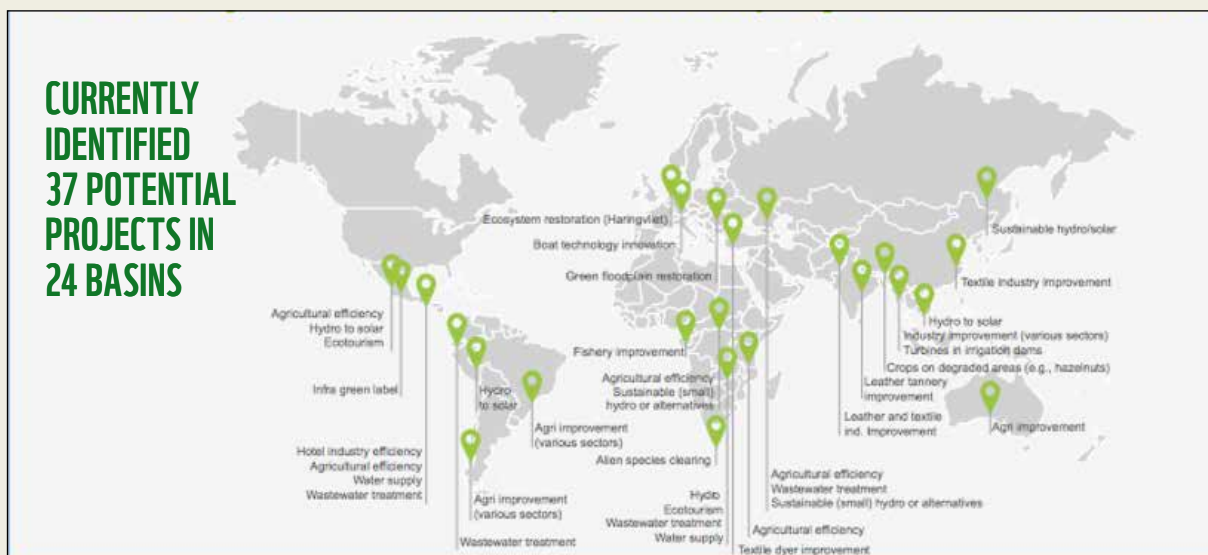 CURRENTLY
IDENTIFIED
37 POTENTIAL
PROJECTS IN
24 BASINS
Ecosystem restoration (Haringvliet)
Boat technology innovation
Green floodplain restoration
Sustainable hydro/solar
Textile industry improvement
Agricultural efficiency
Hydro to solar
Ecotourism
Infra green label
Hydro
to solar
Fishery improvement
Agricultural efficiency
Sustainable (small)
hydro or alternatives
Hydro to solar
Industry improvement (various sectors)
Turbines in irrigation dams
Crops on degraded areas (e.g., hazelnuts)
Leather tannery
improvement
Leather and textile
ind. Improvement
Agri improvement
Agri improvement
(various sectors)
Alien species clearing
Hotel industry efficiency
Agricultural efficiency
Water supply
Wastewater treatment
Agri improvement
(various sectors)
Wastewater treatment
Hydro
Ecotourism
Wastewater treatment
Water supply
Agricultural efficiency
Wastewater treatment
Sustainable (small) hydro or alternatives
Agricultural efficiency
Textile dyer improvement